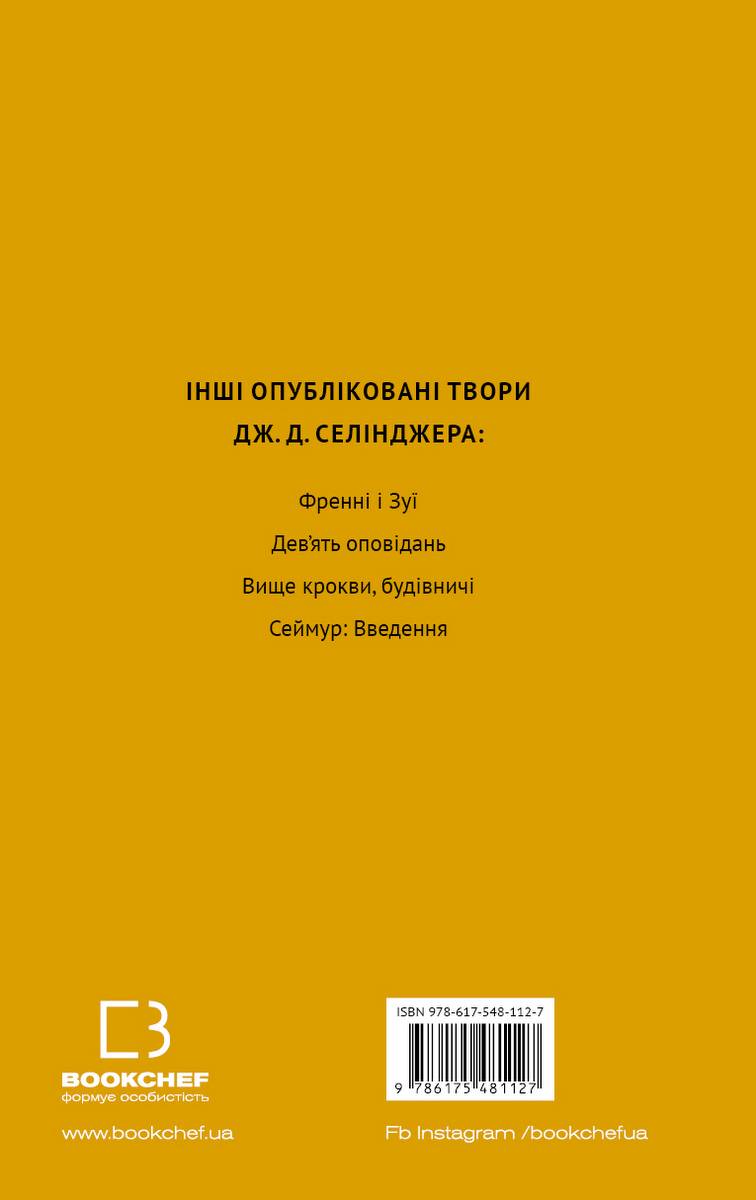 ІНШІ ОПУБЛІКОВАНІ ТВОРИ
ДЖ. Д. СЕЛІНДЖЕРА:
Френні і Зуї
Дев’ять оповідань
Вище крокви, будівничі
Сеймур: Введення
ISBN 978-617-548-112-7
9 786175 481127
BOOKCHEF
формує особистість
www.bookchef.ua
Fb Instagram /bookchefua